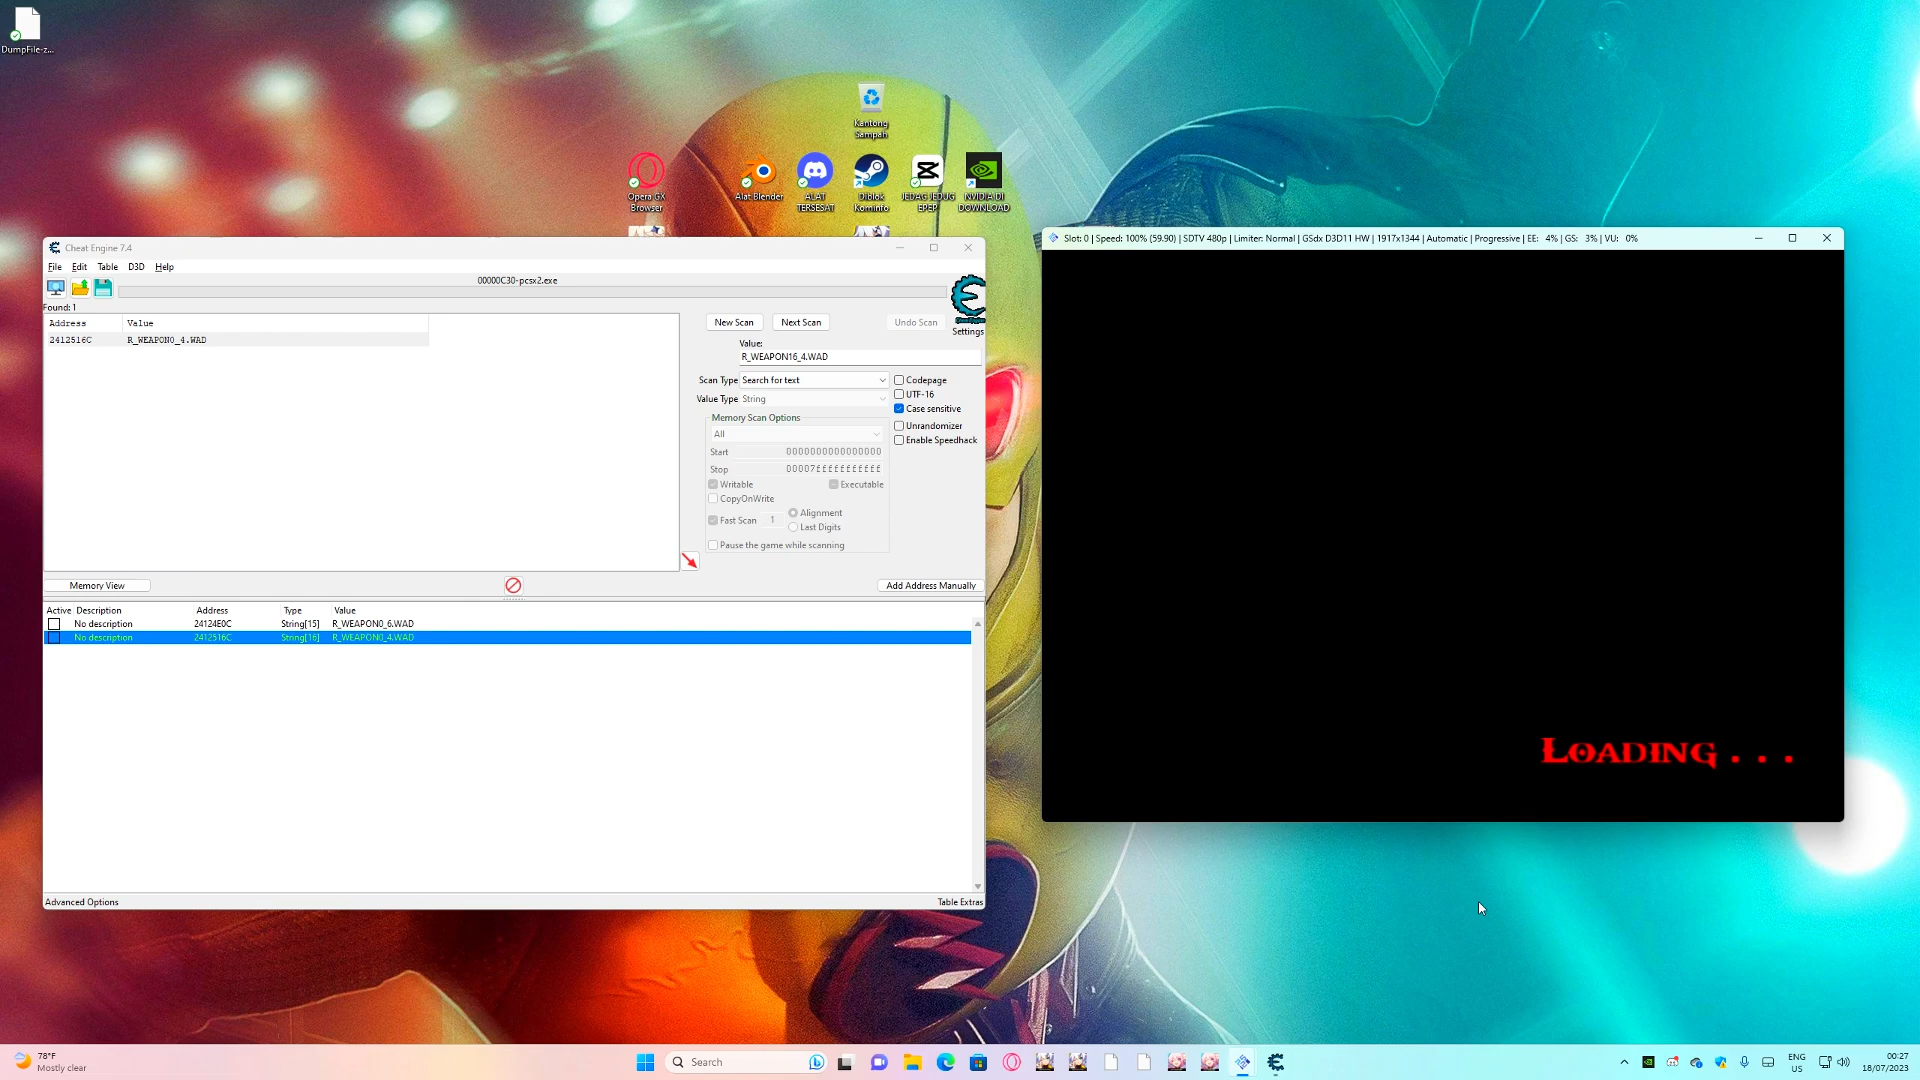 DumpFile-z...
Kantong
Sampah
Opera GX
Browser
Alat Blender
ALAT
TERSESAT
Diblok
Kominfo
JEDAG JEDUG
EPEP
NVIDIA DI
DOWNLOAD
Cheat Engine 7.4
File Edit Table D3D Help
00000C30-pcsx2.exe
Found: 1
Address Value
2412516C R_WEAPON0_4.WAD
New Scan Next Scan Undo Scan
Settings
Value:
R_WEAPON16_4.WAD
Scan Type Search for text
Value Type String
Codepage
UTF-16
Case sensitive
Unrandomizer
Enable Speedhack
Memory Scan Options
All
Start 0000000000000000
Stop 00007fffffffffff
Writable Executable
CopyOnWrite
Fast Scan 1 Alignment
Last Digits
Pause the game while scanning
Memory View Add Address Manually
Active Description Address Type Value
No description 24124E0C String[15] R_WEAPON0_6.WAD
No description 2412516C String[16] R_WEAPON0_4.WAD
Advanced Options Table Extras
Slot: 0 | Speed: 100% (59.90) | SDTV 480p | Limiter: Normal | GSdx D3D11 HW | 1917x1344 | Automatic | Progressive | EE: 4% | GS: 3% | VU: 0%
Loading . . .
78°F
Mostly clear
Search
ENG
US
00:27
18/07/2023